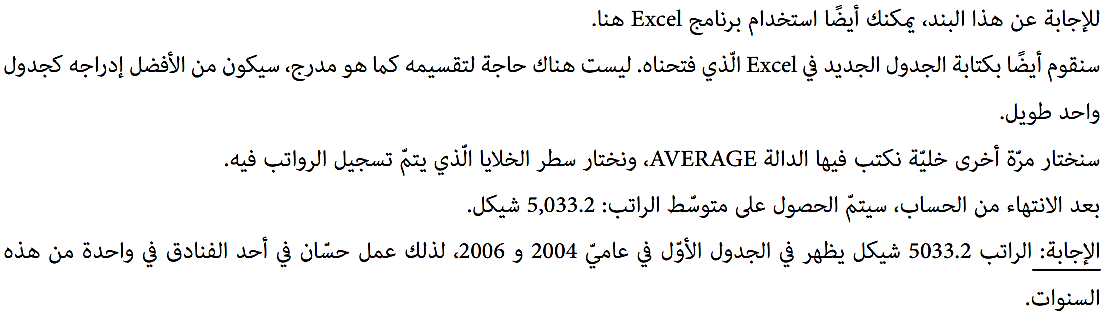 للإجابة عن هذا البند، يمكنك أيضًا استخدام برنامج Excel هنا.
سنقوم أيضًا بكتابة الجدول الجديد في Excel الّذي فتحناه. ليست هناك حاجة لتقسيمه كما هو مدرج، سيكون من الأفضل إدراجه كجدول
واحد طويل.
سنختار مرّة أخرى خليّة نكتب فيها الدالة AVERAGE، ونختار سطر الخلايا الّذي يتمّ تسجيل الرواتب فيه.
بعد الانتهاء من الحساب، سيتمّ الحصول على متوسّط الراتب: 5,033.2 شيكل.
الإجابة: الراتب 5033.2 شيكل يظهر في الجدول الأوّل في عاميّ 2004 و 2006، لذلك عمل حسّان في أحد الفنادق في واحدة من هذه
السنوات.